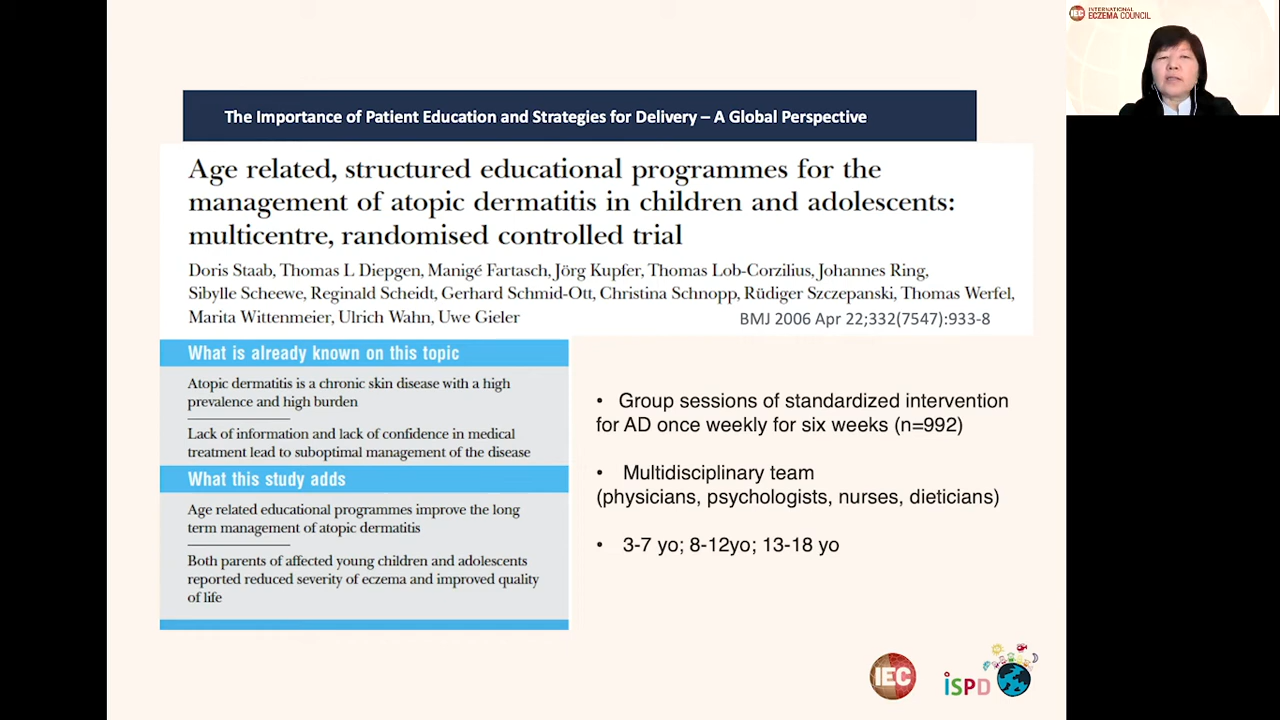 INTERNATIONAL
IEC ECZEMA COUNCIL
The Importance of Patient Education and Strategies for Delivery – A Global Perspective
Age related, structured educational programmes for the
management of atopic dermatitis in children and adolescents:
multicentre, randomised controlled trial
Doris Staab, Thomas L Diepgen, Manigé Fartasch, Jörg Kupfer, Thomas Lob-Corzilius, Johannes Ring,
Sibylle Scheewe, Reginald Scheidt, Gerhard Schmid-Ott, Christina Schnopp, Rüdiger Szczepanski, Thomas Werfel,
Marita Wittenmeier, Ulrich Wahn, Uwe Gieler
BMJ 2006 Apr 22;332(7547):933-8
What is already known on this topic
Atopic dermatitis is a chronic skin disease with a high
prevalence and high burden
Lack of information and lack of confidence in medical
treatment lead to suboptimal management of the disease
What this study adds
Age related educational programmes improve the long
term management of atopic dermatitis
Both parents of affected young children and adolescents
reported reduced severity of eczema and improved quality
of life
• Group sessions of standardized intervention
for AD once weekly for six weeks (n=992)
• Multidisciplinary team
(physicians, psychologists, nurses, dieticians)
• 3-7 yo; 8-12yo; 13-18 yo
IEC
iSPD